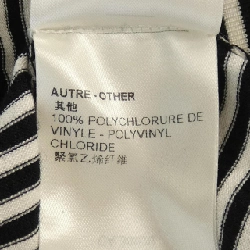 AUTRE - OTHER
其他
100% POLYCHLORURE DE
VINYLE - POLYVINYL
CHLORIDE
聚氯乙烯纤维